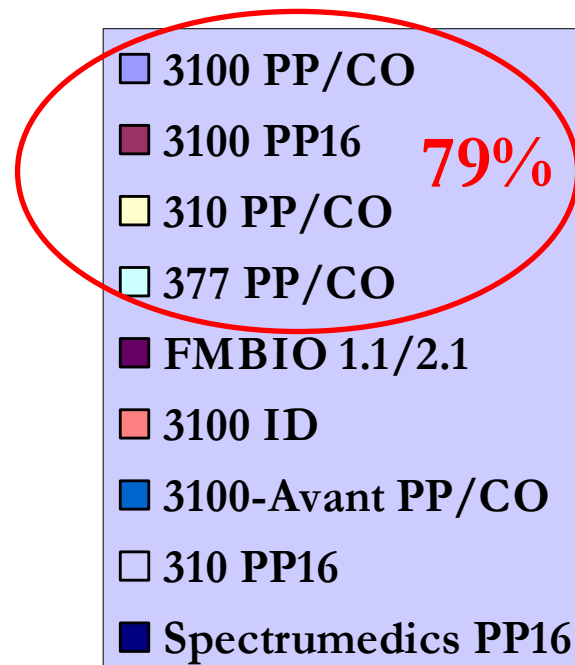 3100 PP/CO
3100 PP16
79%
310 PP/CO
377 PP/CO
FMBIO 1.1/2.1
3100 ID
3100-Avant PP/CO
310 PP16
Spectrumedics PP16